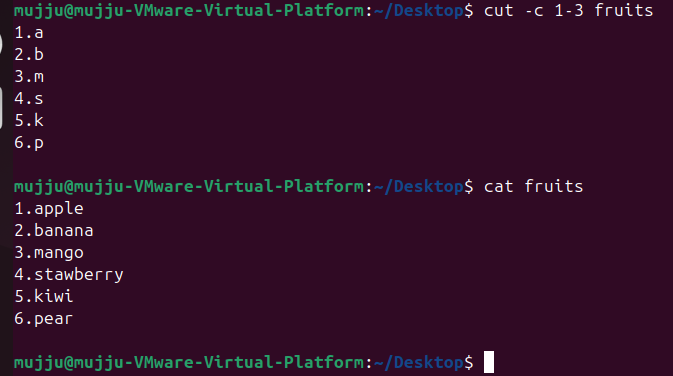 mujju@mujju-VMware-Virtual-Platform:~/Desktop$ cut -c 1-3 fruits
1.a
2.b
3.m
4.s
5.k
6.p
mujju@mujju-VMware-Virtual-Platform:~/Desktop$ cat fruits
1.apple
2.banana
3.mango
4.stawberry
5.kiwi
6.pear
mujju@mujju-VMware-Virtual-Platform:~/Desktop$